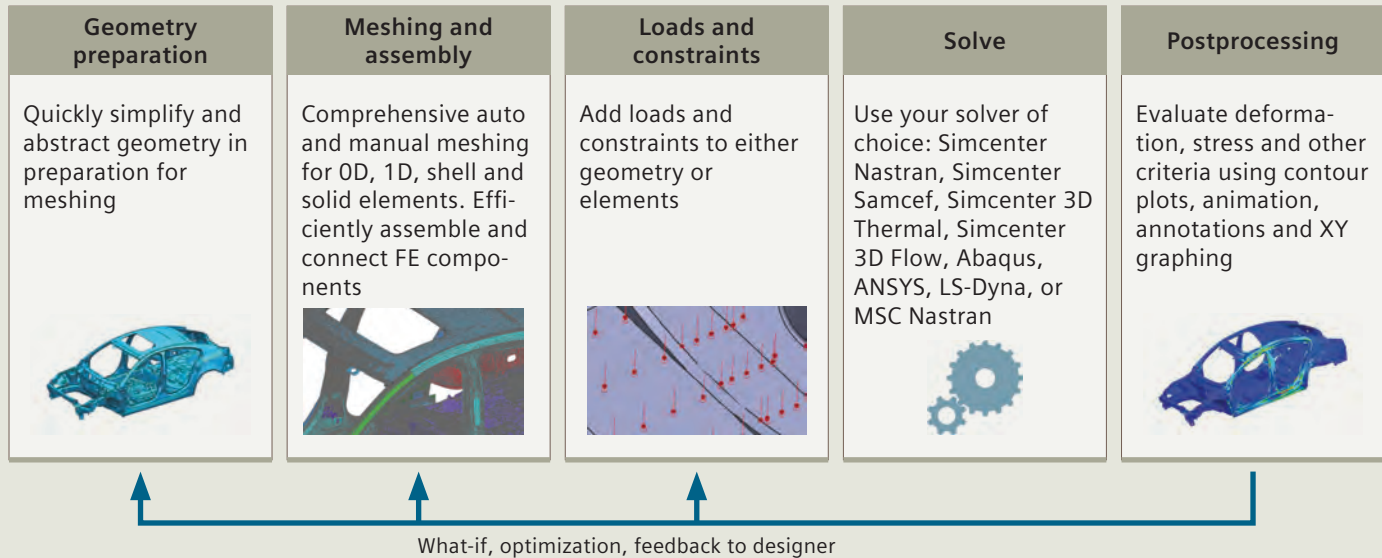 Geometry
preparation
Quickly simplify and
abstract geometry in
preparation for
meshing
Meshing and
assembly
Comprehensive auto
and manual meshing
for 0D, 1D, shell and
solid elements. Effi-
ciently assemble and
connect FE compo-
nents
Loads and
constraints
Add loads and
constraints to either
geometry or
elements
Solve
Use your solver of
choice: Simcenter
Nastran, Simcenter
Samcef, Simcenter 3D
Thermal, Simcenter
3D Flow, Abaqus,
ANSYS, LS-Dyna, or
MSC Nastran
Postprocessing
Evaluate deforma-
tion, stress and other
criteria using contour
plots, animation,
annotations and XY
graphing
What-if, optimization, feedback to designer